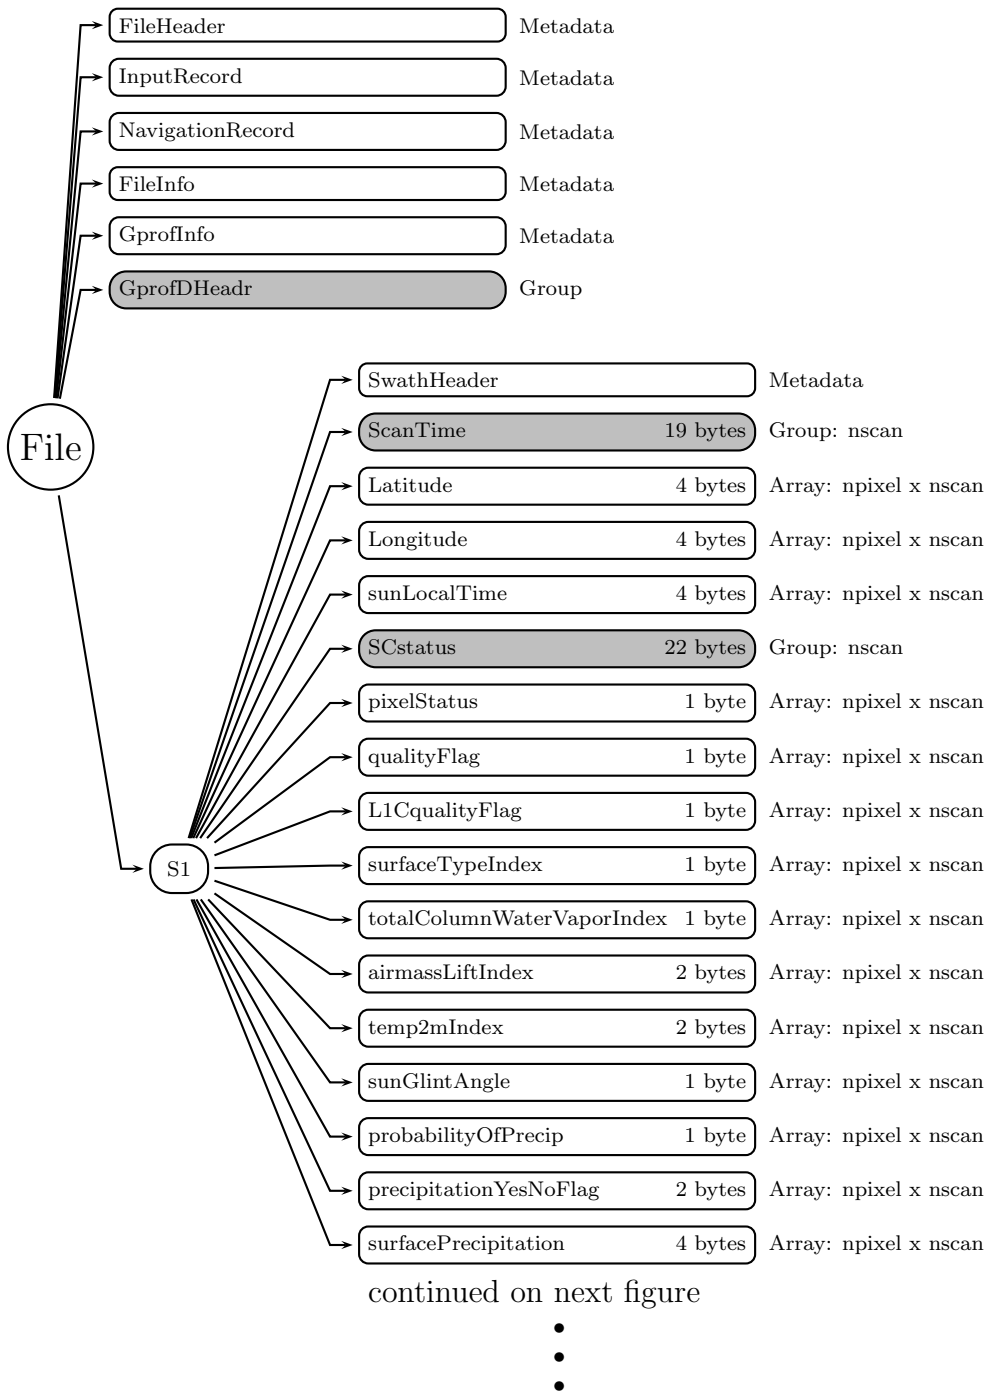 FileHeader Metadata
InputRecord Metadata
NavigationRecord Metadata
FileInfo Metadata
GprofInfo Metadata
GprofDHeadr Group
SwathHeader Metadata
File
ScanTime 19 bytes Group: nscan
Latitude 4 bytes Array: npixel x nscan
Longitude 4 bytes Array: npixel x nscan
sunLocalTime 4 bytes Array: npixel x nscan
SCstatus 22 bytes Group: nscan
pixelStatus 1 byte Array: npixel x nscan
qualityFlag 1 byte Array: npixel x nscan
L1CqualityFlag 1 byte Array: npixel x nscan
S1
surfaceTypeIndex 1 byte Array: npixel x nscan
totalColumnWaterVaporIndex 1 byte Array: npixel x nscan
airmassLiftIndex 2 bytes Array: npixel x nscan
temp2mIndex 2 bytes Array: npixel x nscan
sunGlintAngle 1 byte Array: npixel x nscan
probabilityOfPrecip 1 byte Array: npixel x nscan
precipitationYesNoFlag 2 bytes Array: npixel x nscan
surfacePrecipitation 4 bytes Array: npixel x nscan
continued on next figure